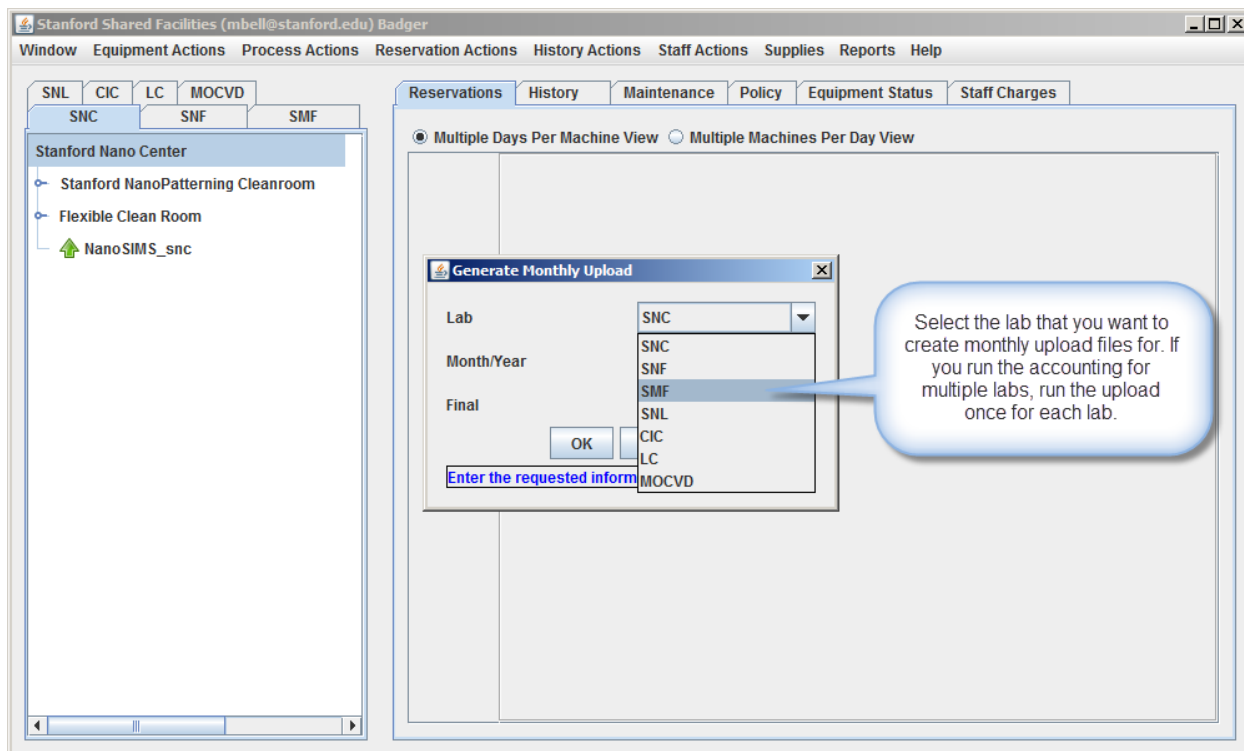 Stanford Shared Facilities (mbell@stanford.edu) Badger
Window Equipment Actions Process Actions Reservation Actions History Actions Staff Actions Supplies Reports Help
SNL CIC LC MOCVD
SNC SNF SMF
Stanford Nano Center
Stanford NanoPatterning Cleanroom
Flexible Clean Room
NanoSIMS_snc
Reservations History Maintenance Policy Equipment Status Staff Charges
Multiple Days Per Machine View Multiple Machines Per Day View
Generate Monthly Upload
Lab
SNC
Month/Year
Final
SNC
SNF
SMF
SNL
CIC
LC
MOCVD
OK
Enter the requested inform
Select the lab that you want to
create monthly upload files for. If
you run the accounting for
multiple labs, run the upload
once for each lab.